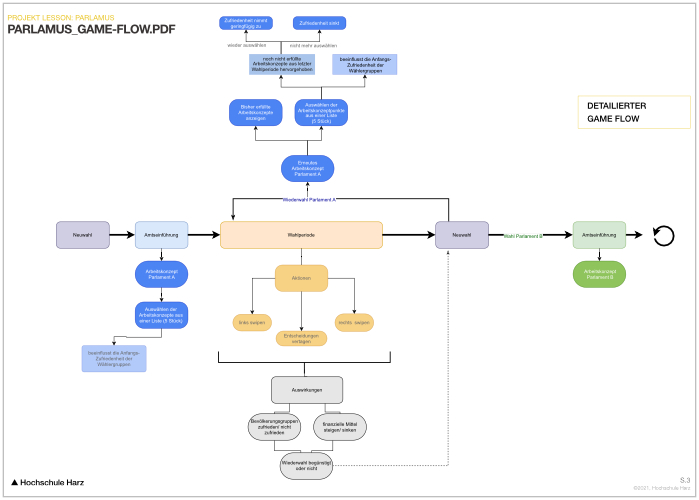 PROJEKT LESSON: PARLAMUS
PARLAMUS_GAME-FLOW.PDF
Zufriedenheit nimmt
geringfügig zu
Zufriedenheit sinkt
wieder auswählen
nicht mehr auswählen
noch nicht erfüllte
Arbeitskonzepte aus letzter
Wahlperiode hervorgehoben
beeinflusst die Anfangs-
Zufriedenheit der
Wählergruppen
Bisher erfüllte
Arbeitskonzepte
anzeigen
Auswählen der
Arbeitskonzeptpunkte
aus einer Liste
(5 Stück)
DETAILIERTER
GAME FLOW
Erneutes
Arbeitskonzept
Parlament A
Wiederwahl Parlament A
Neuwahl
Amtseinführung
Wahlperiode
Neuwahl
Wahl Parlament B
Amtseinführung
Arbeitskonzept
Parlament A
Aktionen
Arbeitskonzept
Parlament B
Auswählen der
Arbeitskonzepte aus
einer Liste (5 Stück)
links swipen
Entscheidungen
vertagen
rechts swipen
beeinflusst die Anfangs-
Zufriedenheit der
Wählergruppen
Auswirkungen
Bevölkerungsgruppen
zufrieden/ nicht
zufrieden
finanzielle Mittel
steigen/ sinken
Wiederwahl begünstigt
oder nicht
Hochschule Harz
S.3
©2021, Hochschule Harz